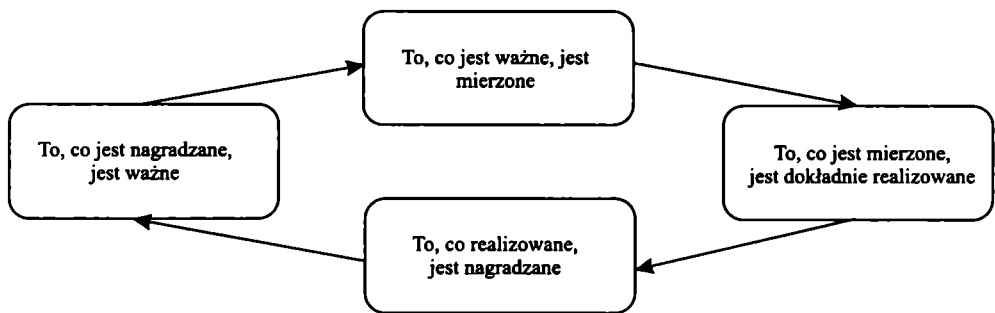 To, co jest ważne, jest
mierzone
To, co jest nagradzane,
jest ważne
To, co jest mierzone,
jest dokładnie realizowane
To, co realizowane,
jest nagradzane